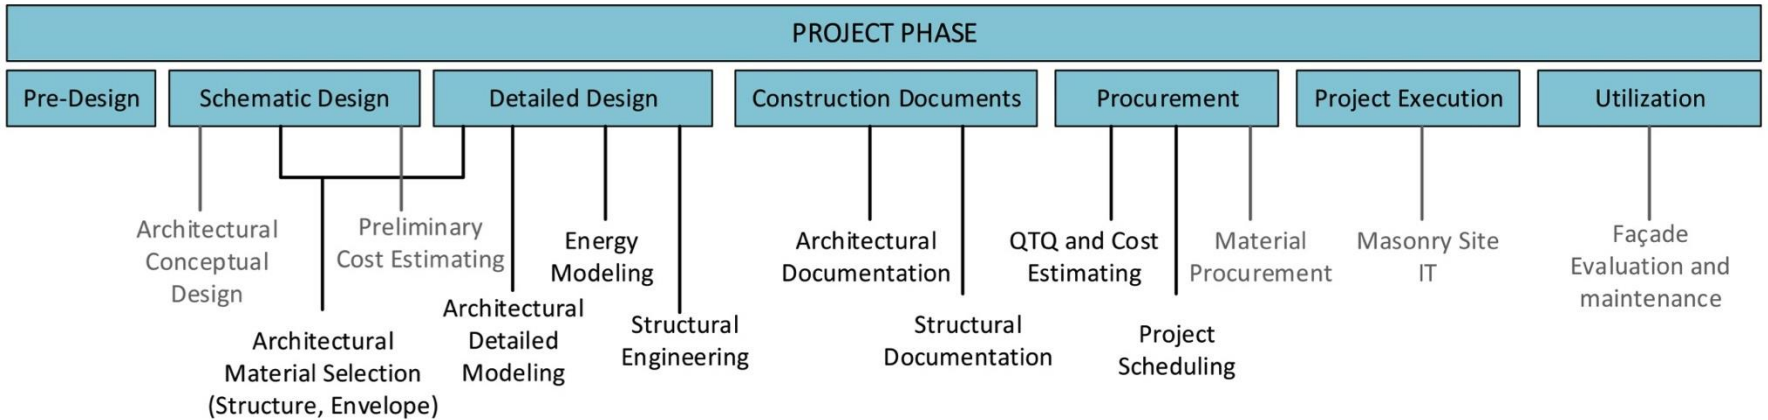 PROJECT PHASE
Pre-Design
Schematic Design
Detailed Design
Construction Documents
Procurement
Project Execution
Utilization
Architectural
Conceptual
Design
Architectural
Material Selection
(Structure, Envelope)
Preliminary
Cost Estimating
Architectural
Detailed
Modeling
Energy
Modeling
Structural
Engineering
Architectural
Documentation
Structural
Documentation
QTQ and Cost
Estimating
Project
Scheduling
Material
Procurement
Masonry Site
IT
Façade
Evaluation and
maintenance